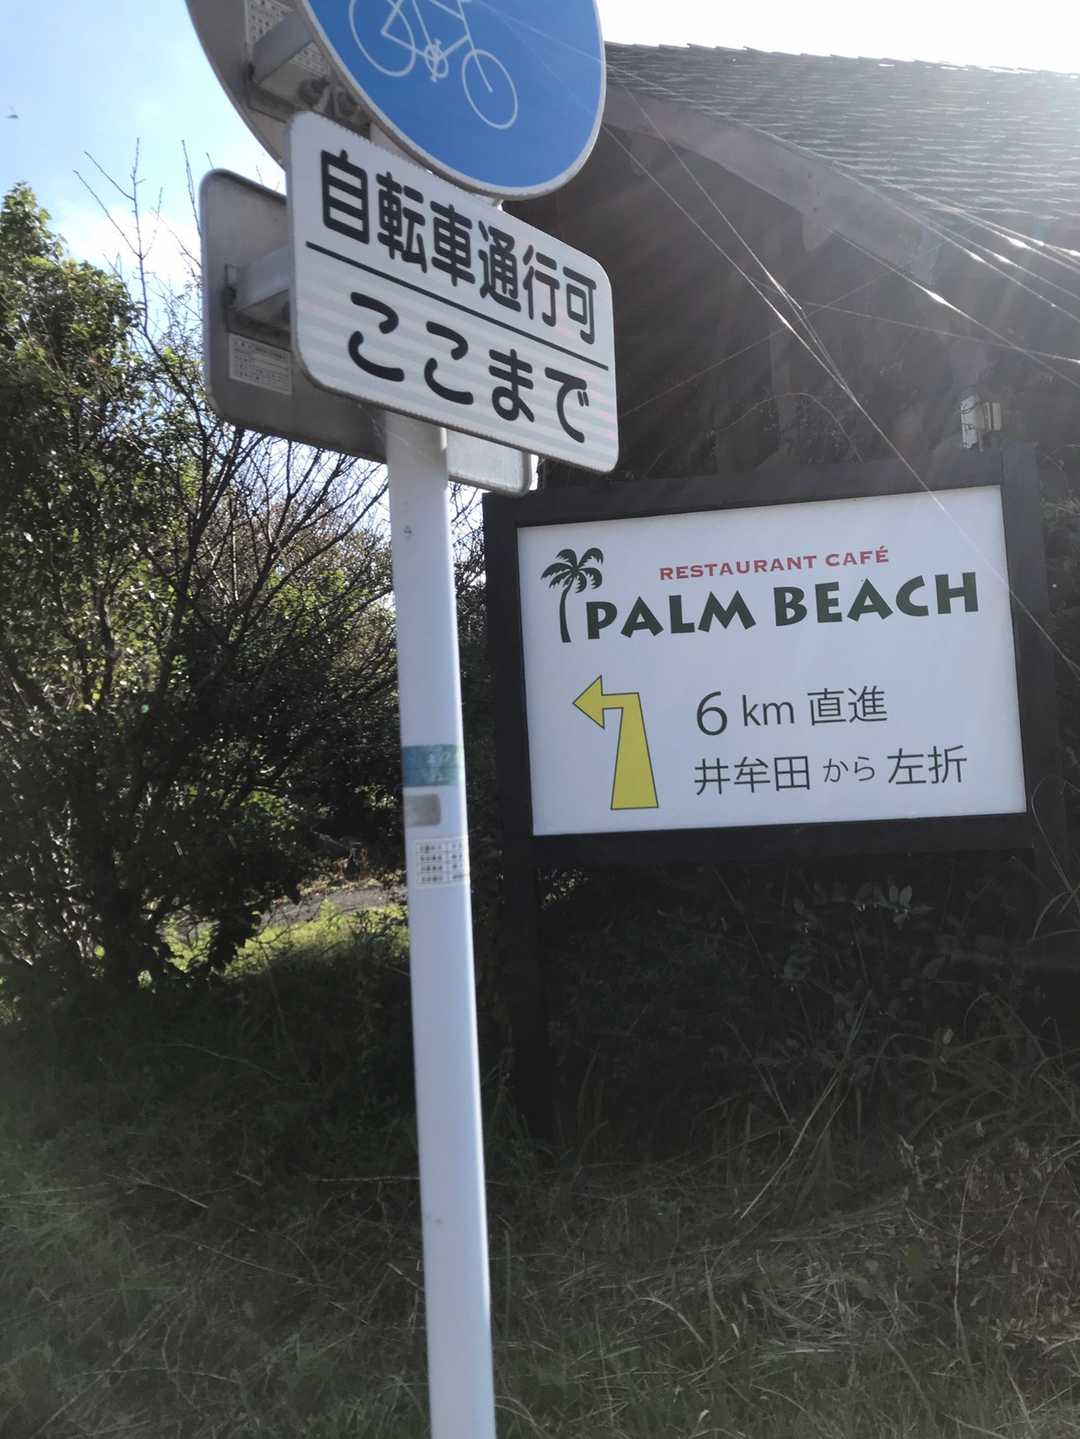 自転車通行可
ここまで
RESTAURANT CAFÉ
PALM BEACH
6 km 直進
井牟田 から 左折